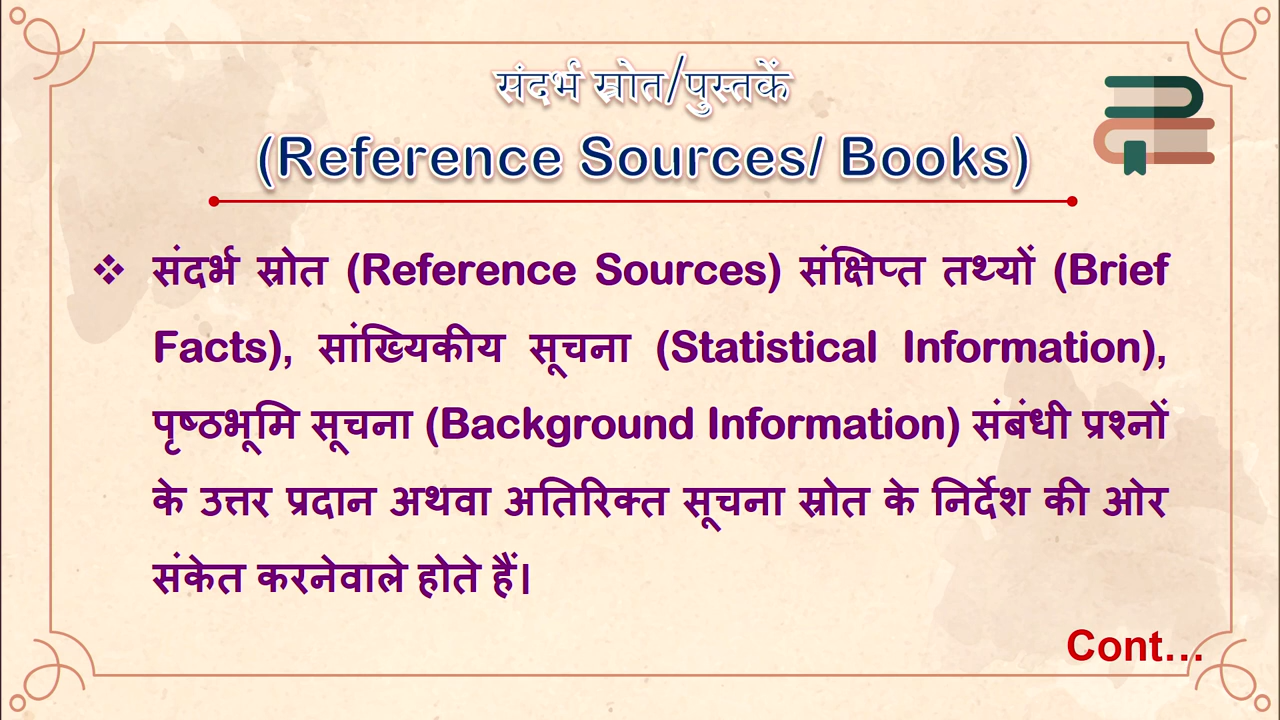 संदर्भ स्रोत/पुस्तकें
(Reference Sources/ Books)
❖ संदर्भ स्रोत (Reference Sources) संक्षिप्त तथ्यों (Brief
Facts), सांख्यिकीय सूचना (Statistical Information),
पृष्ठभूमि सूचना (Background Information) संबंधी प्रश्नों
के उत्तर प्रदान अथवा अतिरिक्त सूचना स्रोत के निर्देश की ओर
संकेत करनेवाले होते हैं।
Cont...